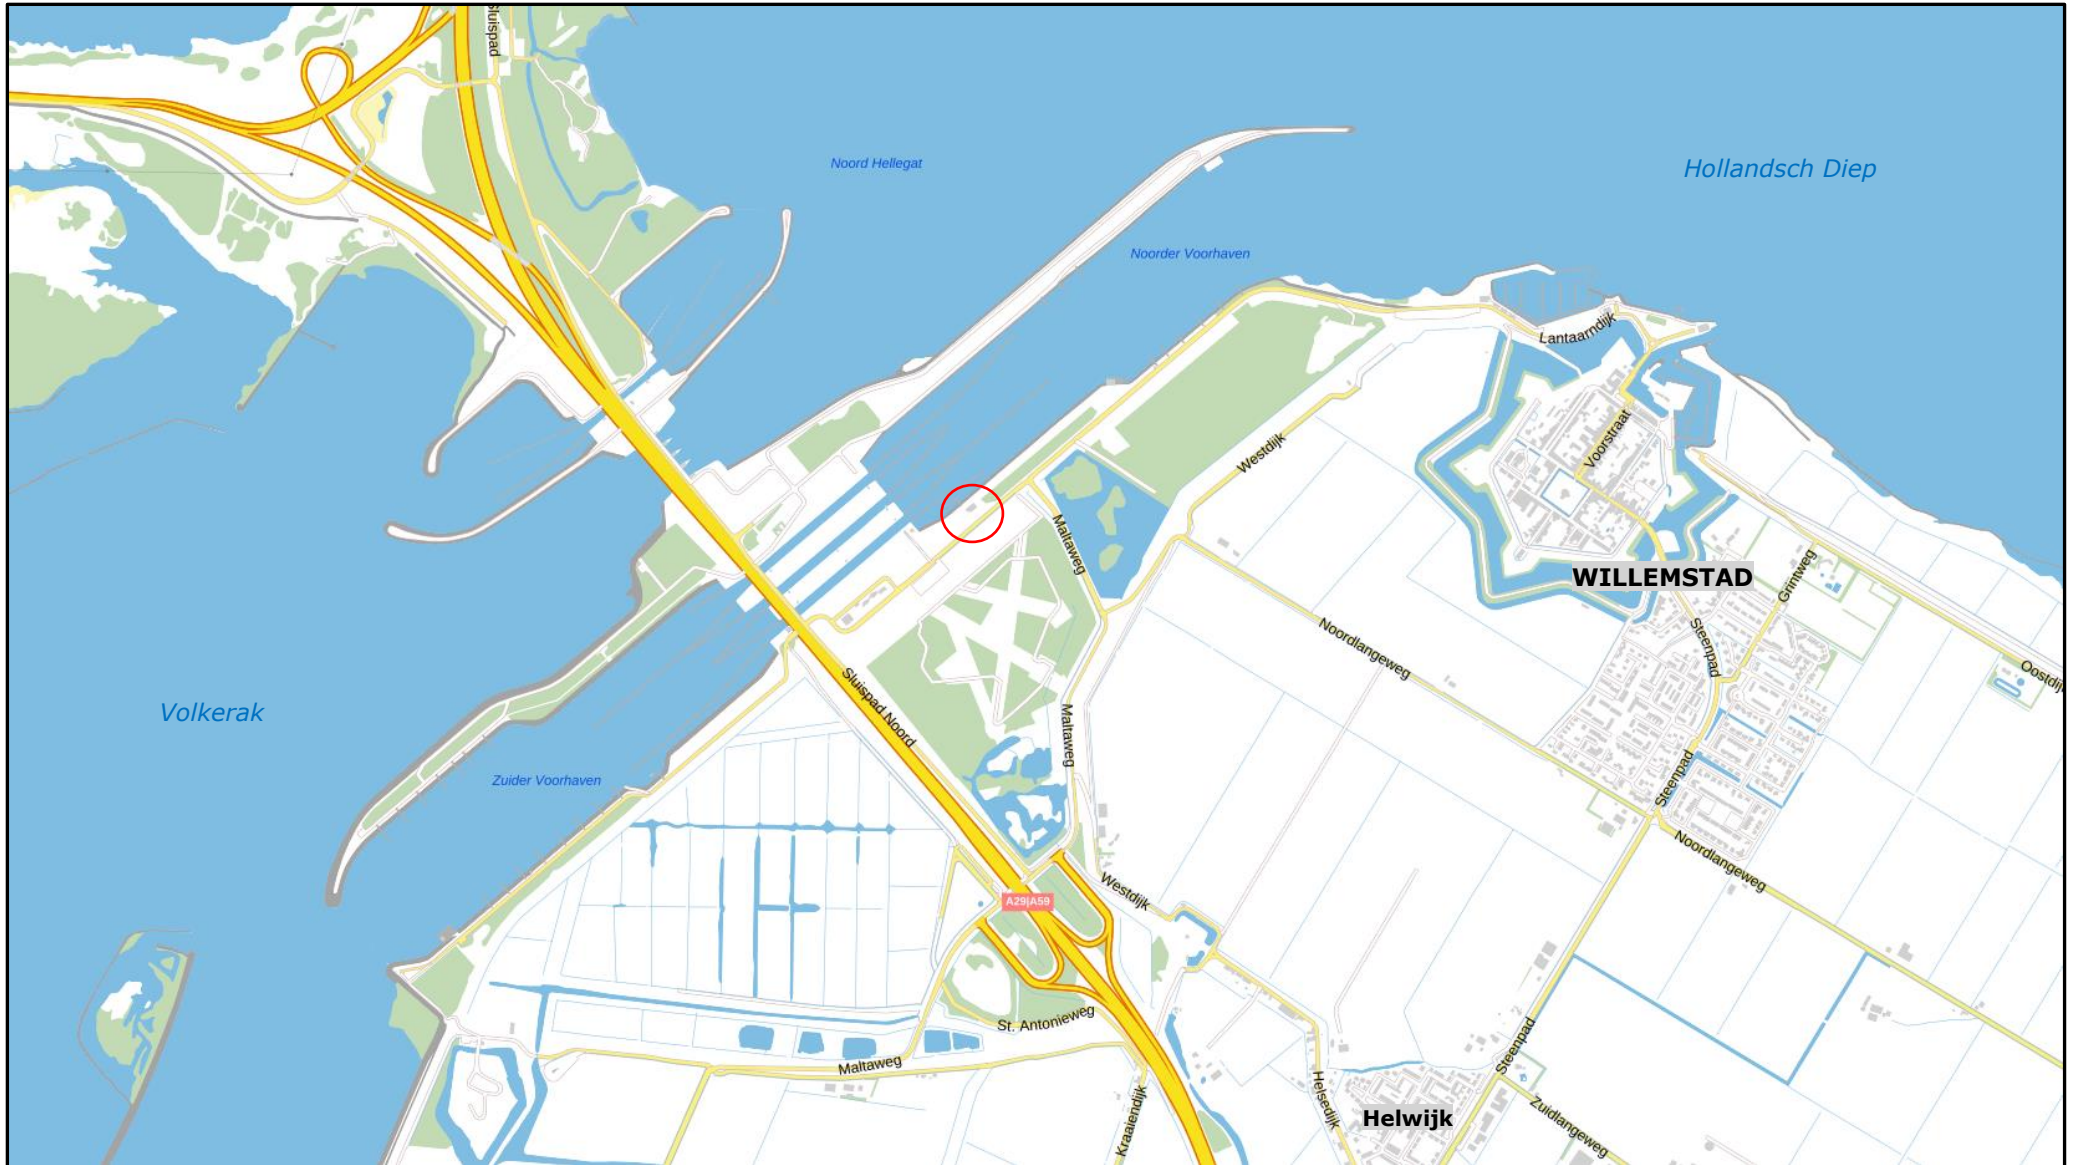 Sluispad
Noord Hellegat
Hollandsch Diep
Noorder Voorhaven
Lantaarndijk
Voorstraat
Westdijk
Maltaweg
WILLEMSTAD
Grintweg
Noordlangeweg
Steenpad
Oostdijk
Sluispad Noord
Volkerak
Maltaweg
Zuider Voorhaven
Steenpad
Noordlangeweg
Westdijk
A29|A59
St. Antonieweg
Maltaweg
Steenpad
Helsedijk
Kraaiendijk
Helwijk
Zuidlangeweg